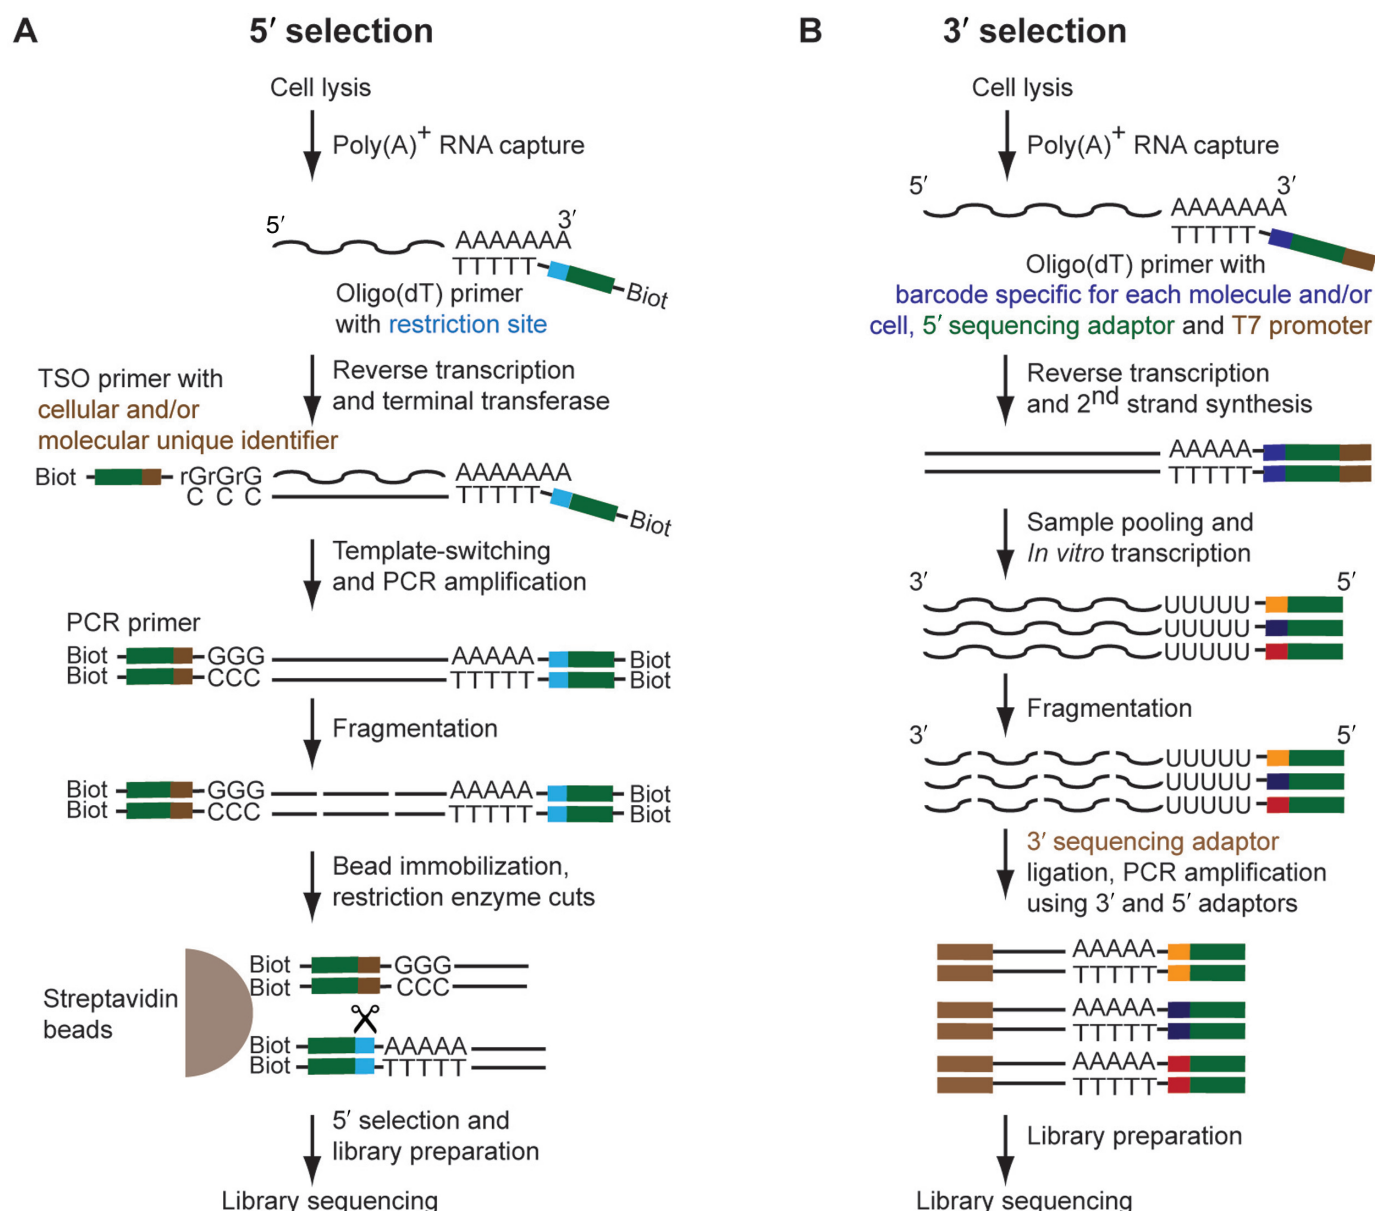 A
5′ selection
Cell lysis
Poly(A)+ RNA capture
5′
3′
AAAAAAA
TTTTT
Biot
Oligo(dT) primer
with restriction site
Reverse transcription
and terminal transferase
TSO primer with
cellular and/or
molecular unique identifier
Biot
rGrGrG
AAAAAAA
C C C
TTTTT
Biot
Template-switching
and PCR amplification
PCR primer
Biot
GGG
AAAAA
Biot
Biot
CCC
TTTTT
Biot
Fragmentation
Biot
GGG
AAAAA
Biot
Biot
CCC
TTTTT
Biot
Bead immobilization,
restriction enzyme cuts
Streptavidin
beads
Biot
GGG
Biot
CCC
Biot
AAAAA
Biot
TTTTT
5′ selection and
library preparation
Library sequencing
B
3′ selection
Cell lysis
Poly(A)+ RNA capture
5′
3′
AAAAAAA
TTTTT
Oligo(dT) primer with
barcode specific for each molecule and/or
cell, 5′ sequencing adaptor and T7 promoter
Reverse transcription
and 2nd strand synthesis
AAAAA
TTTTT
Sample pooling and
In vitro transcription
3′
5′
UUUUU
UUUUU
UUUUU
Fragmentation
3′
5′
UUUUU
UUUUU
UUUUU
3′ sequencing adaptor
ligation, PCR amplification
using 3′ and 5′ adaptors
AAAAA
TTTTT
AAAAA
TTTTT
AAAAA
TTTTT
Library preparation
Library sequencing